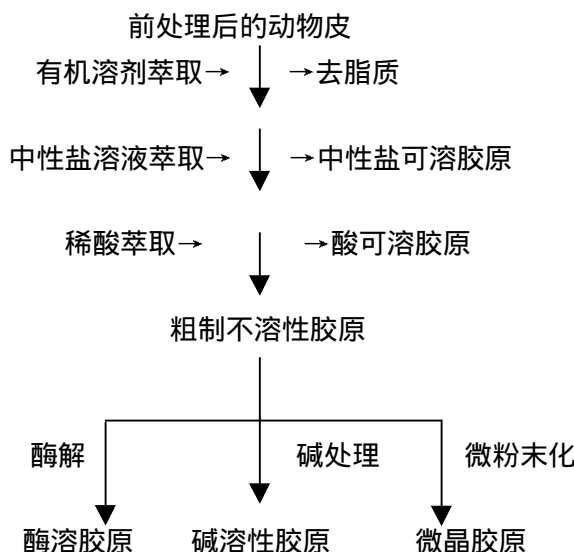 前处理后的动物皮
有机溶剂萃取→ →去脂质
中性盐溶液萃取→ →中性盐可溶胶原
稀酸萃取→ →酸可溶胶原
粗制不溶性胶原
酶解 碱处理 微粉末化
酶溶胶原 碱溶性胶原 微晶胶原